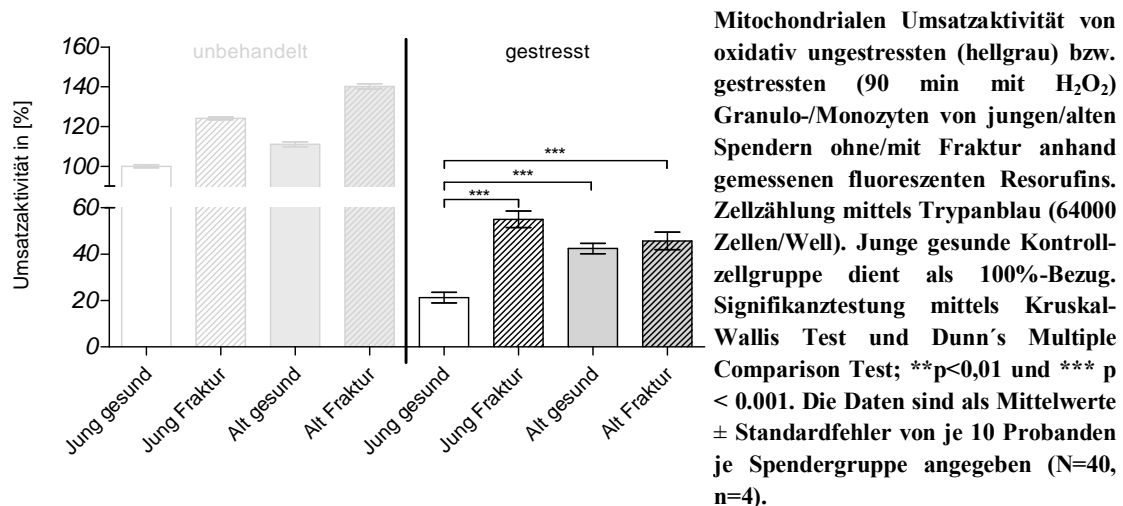 160
140
120
100
60
40
20
0
Umsatzaktivität in [%]
unbehandelt
gestresst
***
***
***
Jung gesund
Jung Fraktur
Alt gesund
Alt Fraktur
Jung gesund
Jung Fraktur
Alt gesund
Alt Fraktur
Mitochondrialen Umsatzaktivität von
oxidativ ungestressten (hellgrau) bzw.
gestressten (90 min mit H₂O₂)
Granulo-/Monozyten von jungen/alten
Spendern ohne/mit Fraktur anhand
gemessenen fluoreszenten Resorufins.
Zellzählung mittels Trypanblau (64000
Zellen/Well). Junge gesunde Kontroll-
zellgruppe dient als 100%-Bezug.
Signifikanztestung mittels Kruskal-
Wallis Test und Dunn´s Multiple
Comparison Test; **p<0,01 und *** p
< 0.001. Die Daten sind als Mittelwerte
± Standardfehler von je 10 Probanden
je Spendergruppe angegeben (N=40,
n=4).